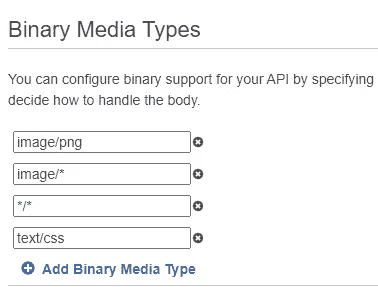 Binary Media Types
You can configure binary support for your API by specifying
decide how to handle the body.
image/png
image/*
*/*
text/css
Add Binary Media Type